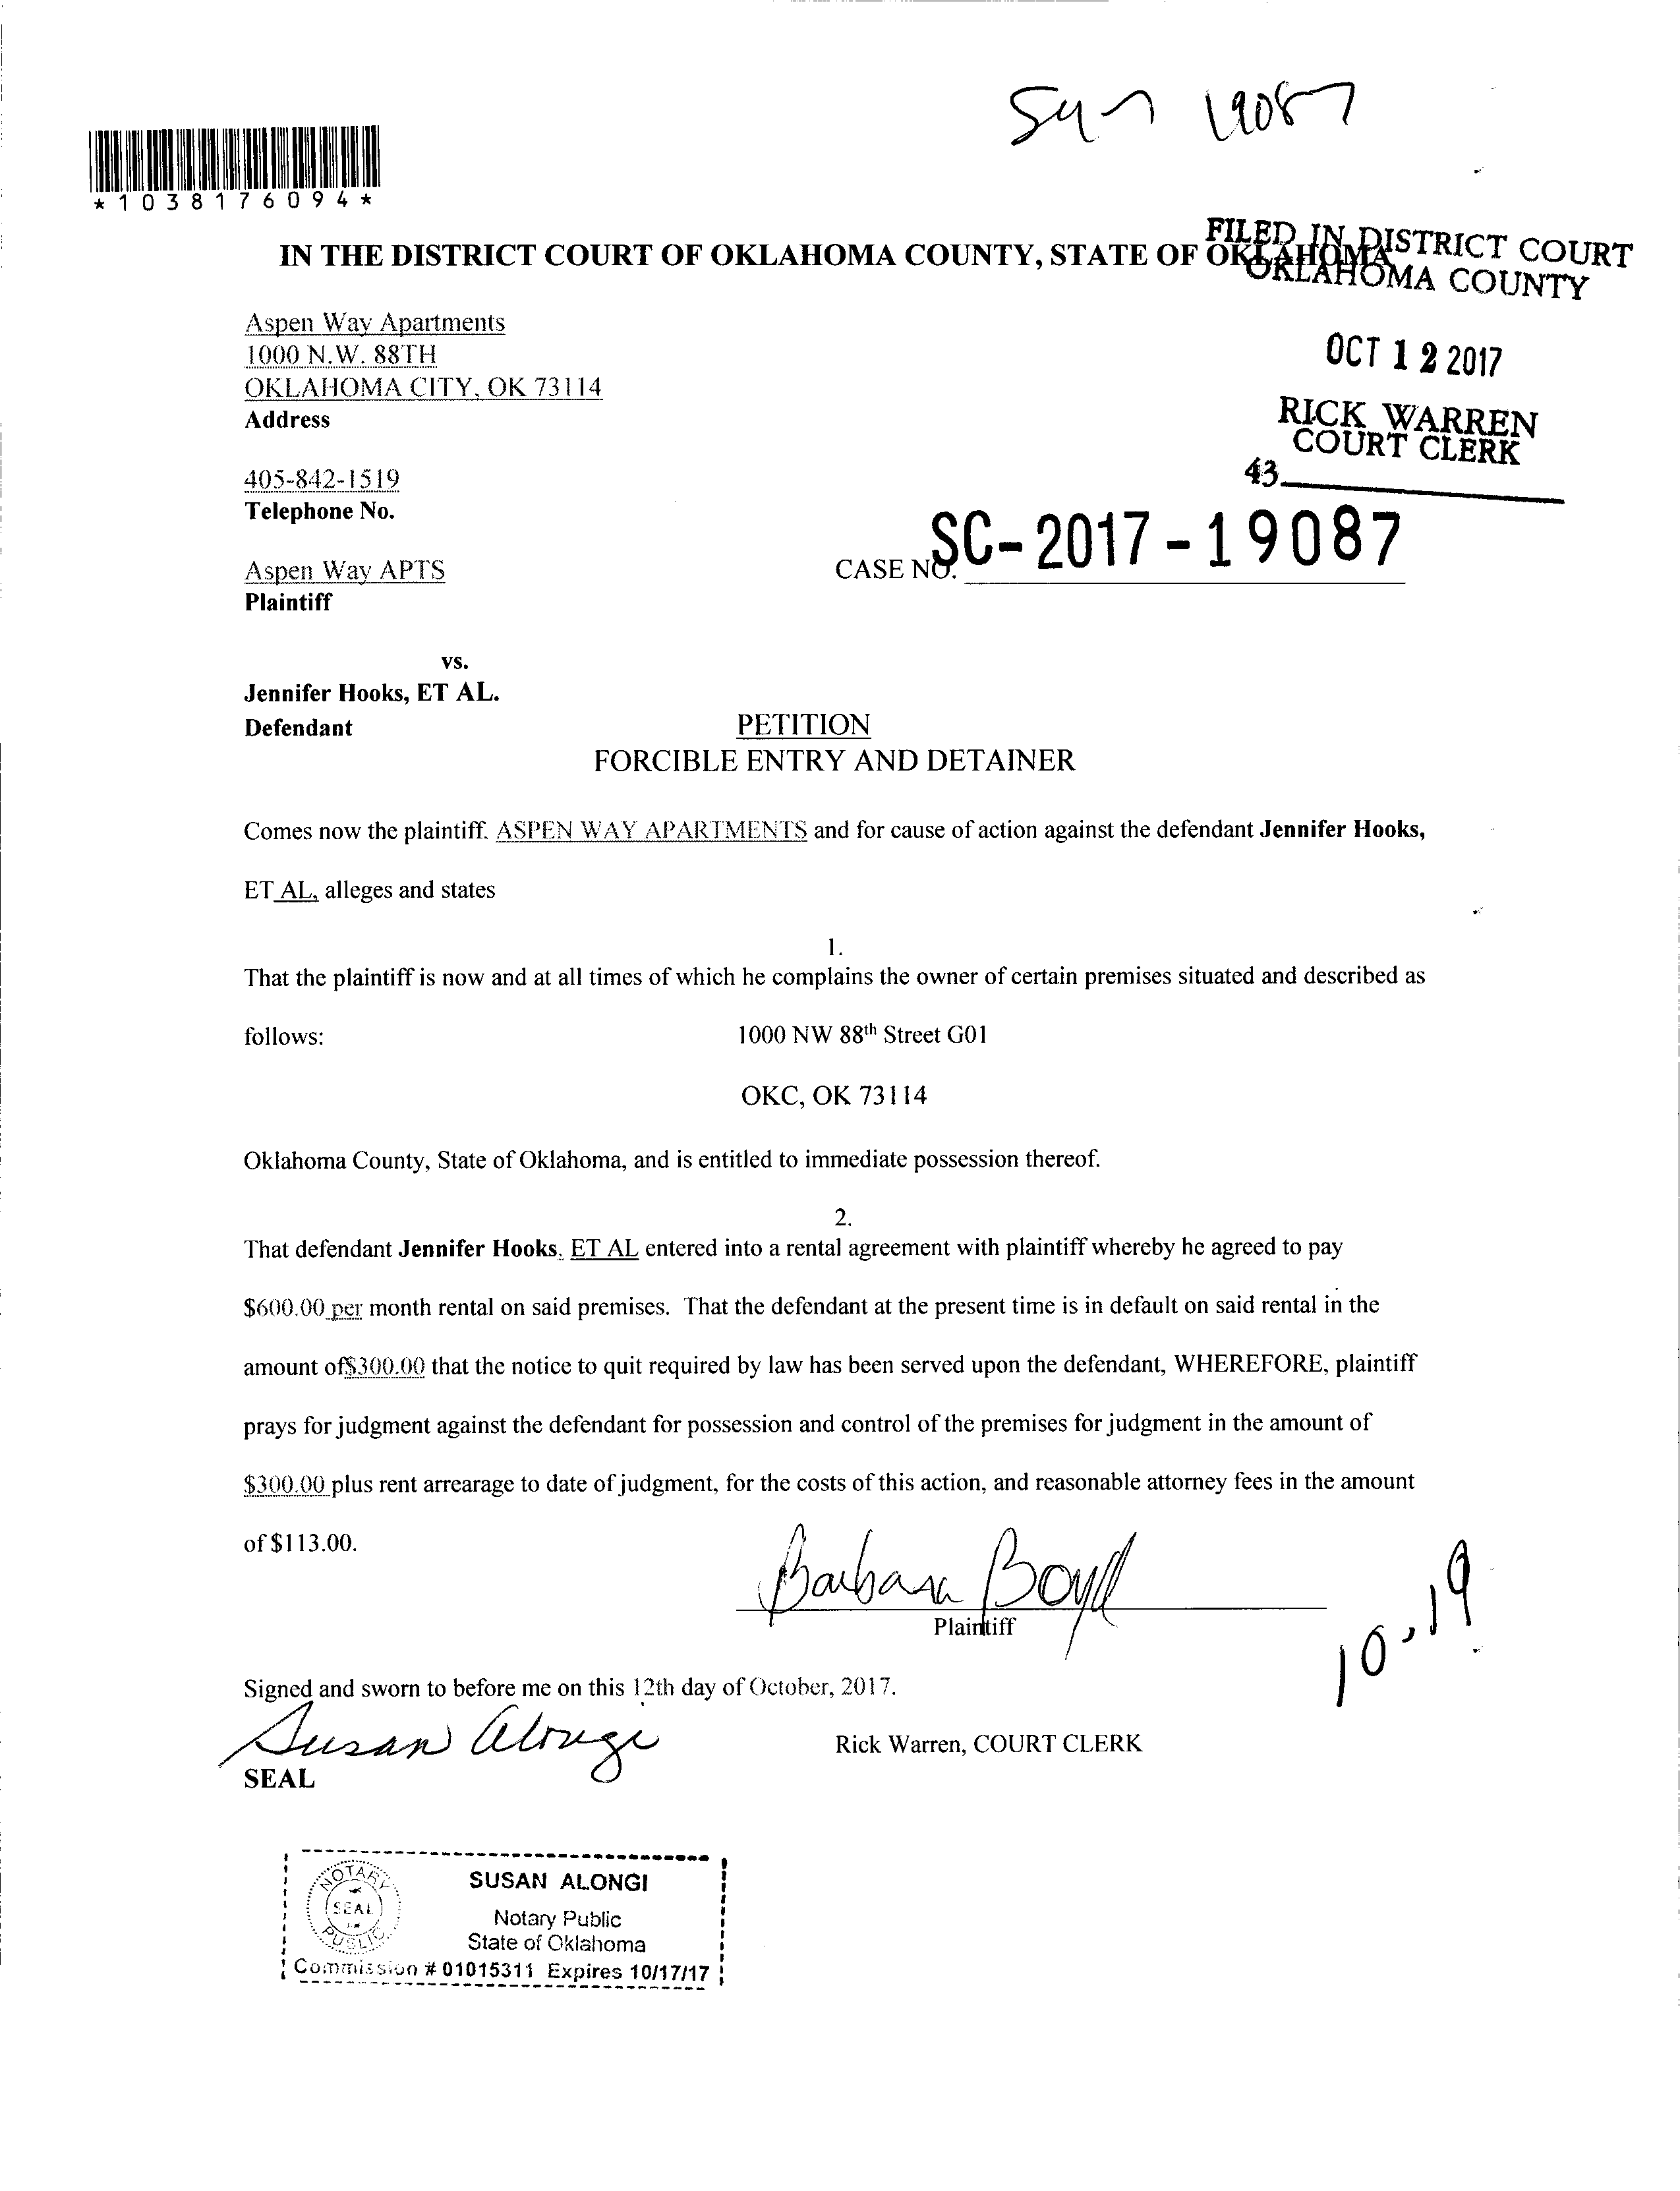 19087
*1038176094*
IN THE DISTRICT COURT OF OKLAHOMA COUNTY, STATE OF OKLAHOMA
FILED IN DISTRICT COURT
OKLAHOMA COUNTY
Aspen Way Apartments
1000 N.W. 88TH
OKLAHOMA CITY, OK 73114
Address
OCT 12 2017
RICK WARREN
COURT CLERK
43
405-842-1519
Telephone No.
CASE NO. SC-2017-19087
Aspen Way APTS
Plaintiff
vs.
Jennifer Hooks, ET AL.
Defendant
PETITION
FORCIBLE ENTRY AND DETAINER
Comes now the plaintiff. ASPEN WAY APARTMENTS and for cause of action against the defendant Jennifer Hooks,
ET AL, alleges and states
1.
That the plaintiff is now and at all times of which he complains the owner of certain premises situated and described as
follows: 1000 NW 88th Street G01
OKC, OK 73114
Oklahoma County, State of Oklahoma, and is entitled to immediate possession thereof.
2.
That defendant Jennifer Hooks, ET AL entered into a rental agreement with plaintiff whereby he agreed to pay
$600.00 per month rental on said premises. That the defendant at the present time is in default on said rental in the
amount of$300.00 that the notice to quit required by law has been served upon the defendant, WHEREFORE, plaintiff
prays for judgment against the defendant for possession and control of the premises for judgment in the amount of
$300.00 plus rent arrearage to date of judgment, for the costs of this action, and reasonable attorney fees in the amount
of $113.00.
Barbara Boyd
Plaintiff
10-19
Signed and sworn to before me on this 12th day of October, 2017.
Susan Alongi
Rick Warren, COURT CLERK
SEAL
NOTARY
SEAL
PUBLIC
SUSAN ALONGI
Notary Public
State of Oklahoma
Commission # 01015311 Expires 10/17/17